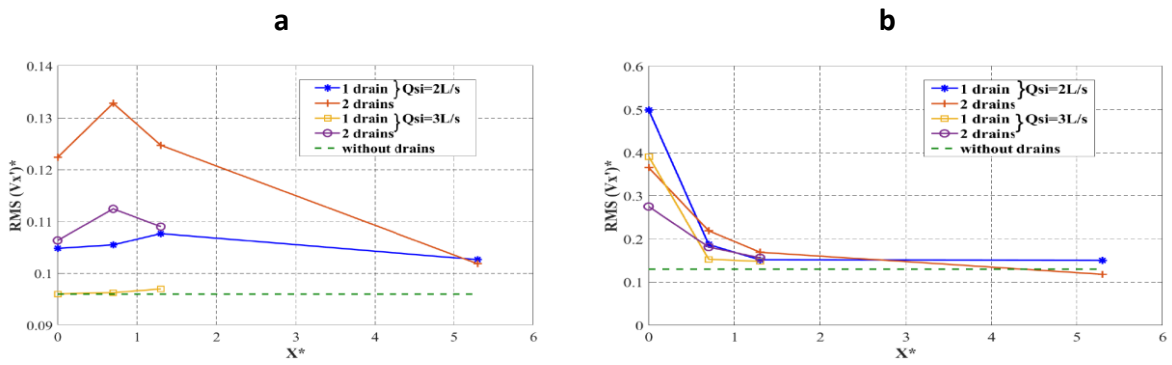 a
b
0.14
0.13
0.12
0.11
0.1
0.09
0
1
2
3
4
5
6
RMS (Vx')*
X*
1 drain }Qsi=2L/s
2 drains
1 drain }Qsi=3L/s
2 drains
without drains
0.6
0.5
0.4
0.3
0.2
0.1
0
0
1
2
3
4
5
6
RMS (Vx')*
X*
1 drain }Qsi=2L/s
2 drains
1 drain }Qsi=3L/s
2 drains
without drains